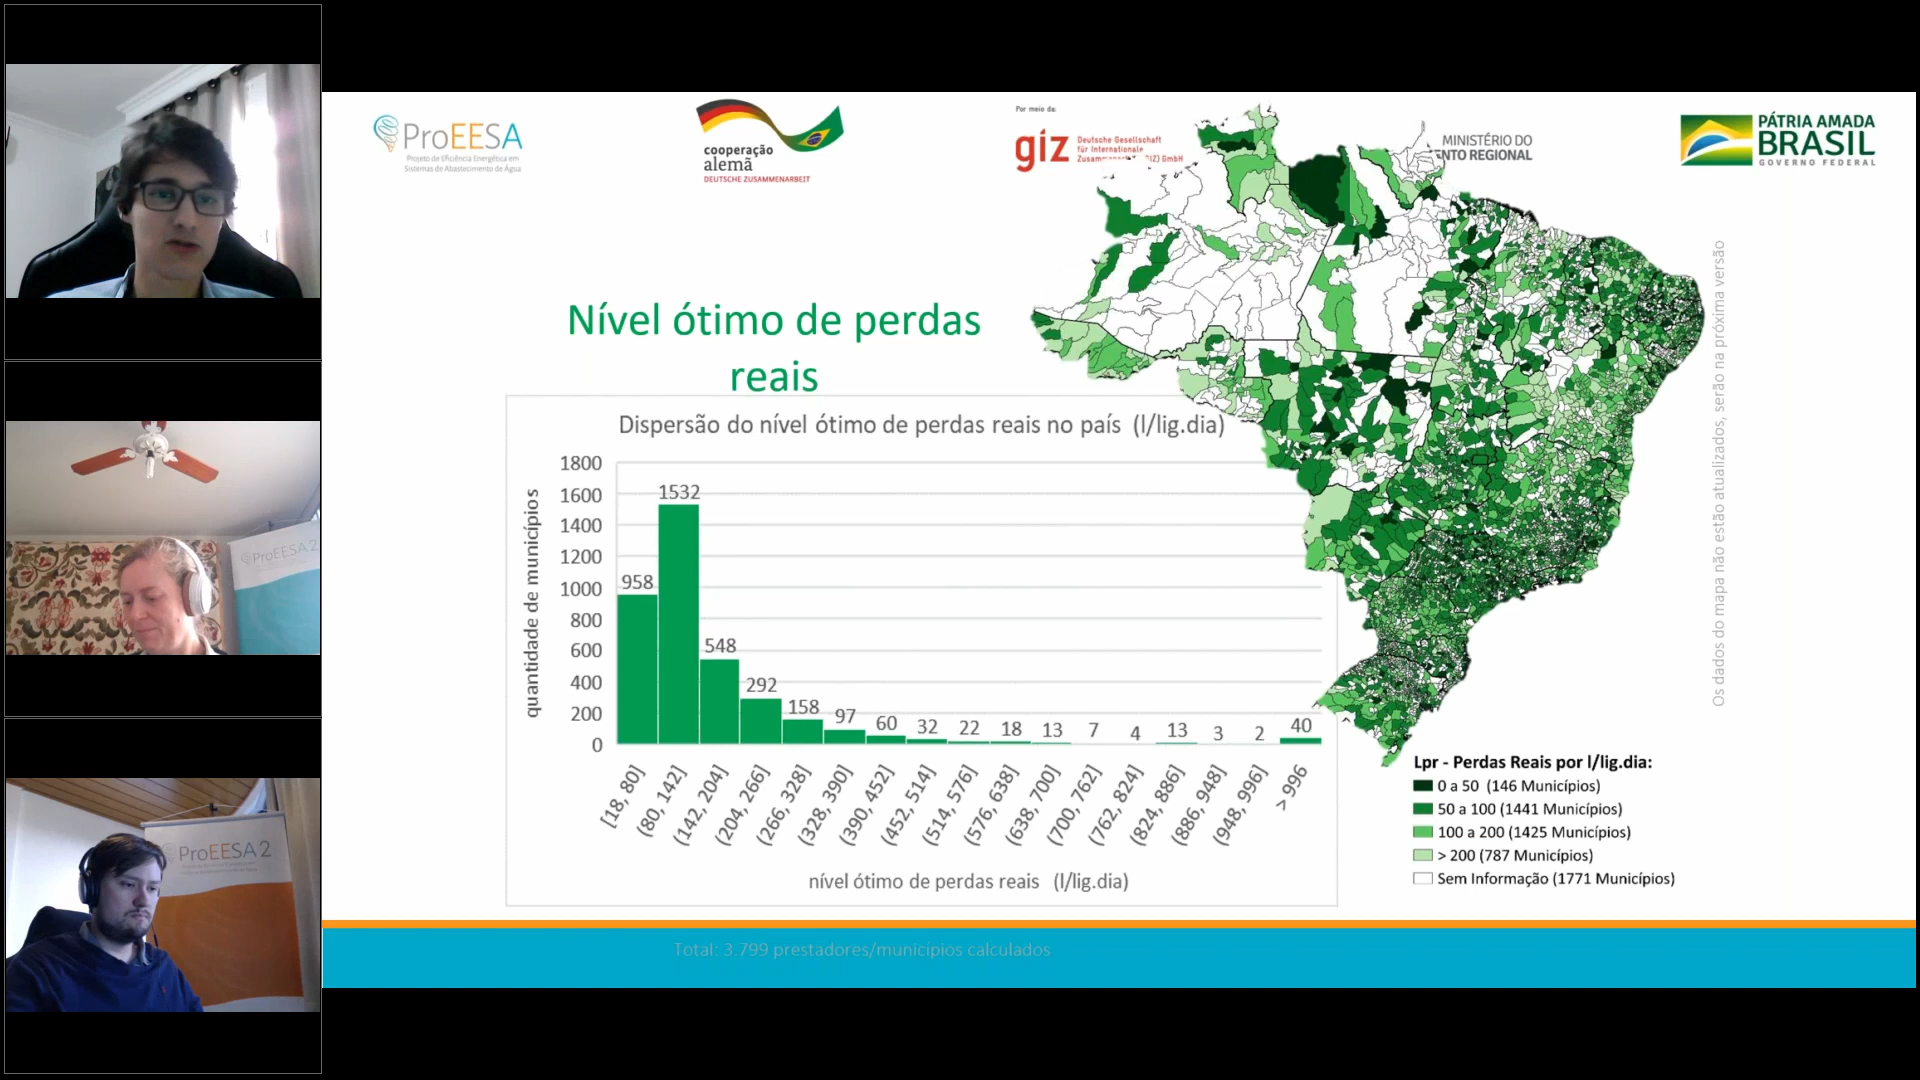 ProEESA
Projeto de Eficiência Energética em
Sistemas de Abastecimento de Água
cooperação
alemã
DEUTSCHE ZUSAMMENARBEIT
Por meio da:
giz Deutsche Gesellschaft
für Internationale
(GIZ) GmbH
MINISTÉRIO DO
NTO REGIONAL
PÁTRIA AMADA
BRASIL
GOVERNO FEDERAL
Nível ótimo de perdas
reais
Dispersão do nível ótimo de perdas reais no país (l/lig.dia)
quantidade de municípios
1800
1600
1400
1200
1000
800
600
400
200
0
958
1532
548
292
158
97
60
32
22
18
13
7
4
13
3
2
40
[18, 80]
(80, 142]
(142, 204]
(204, 266]
(266, 328]
(328, 390]
(390, 452]
(452, 514]
(514, 576]
(576, 638]
(638, 700]
(700, 762]
(762, 824]
(824, 886]
(886, 948]
(948, 996]
> 996
nível ótimo de perdas reais (l/lig.dia)
Os dados do mapa não estão atualizados, serão na próxima versão
Lpr - Perdas Reais por l/lig.dia:
0 a 50 (146 Municípios)
50 a 100 (1441 Municípios)
100 a 200 (1425 Municípios)
> 200 (787 Municípios)
Sem Informação (1771 Municípios)
Total: 3.799 prestadores/municípios calculados
ProEESA 2
ProEESA 2